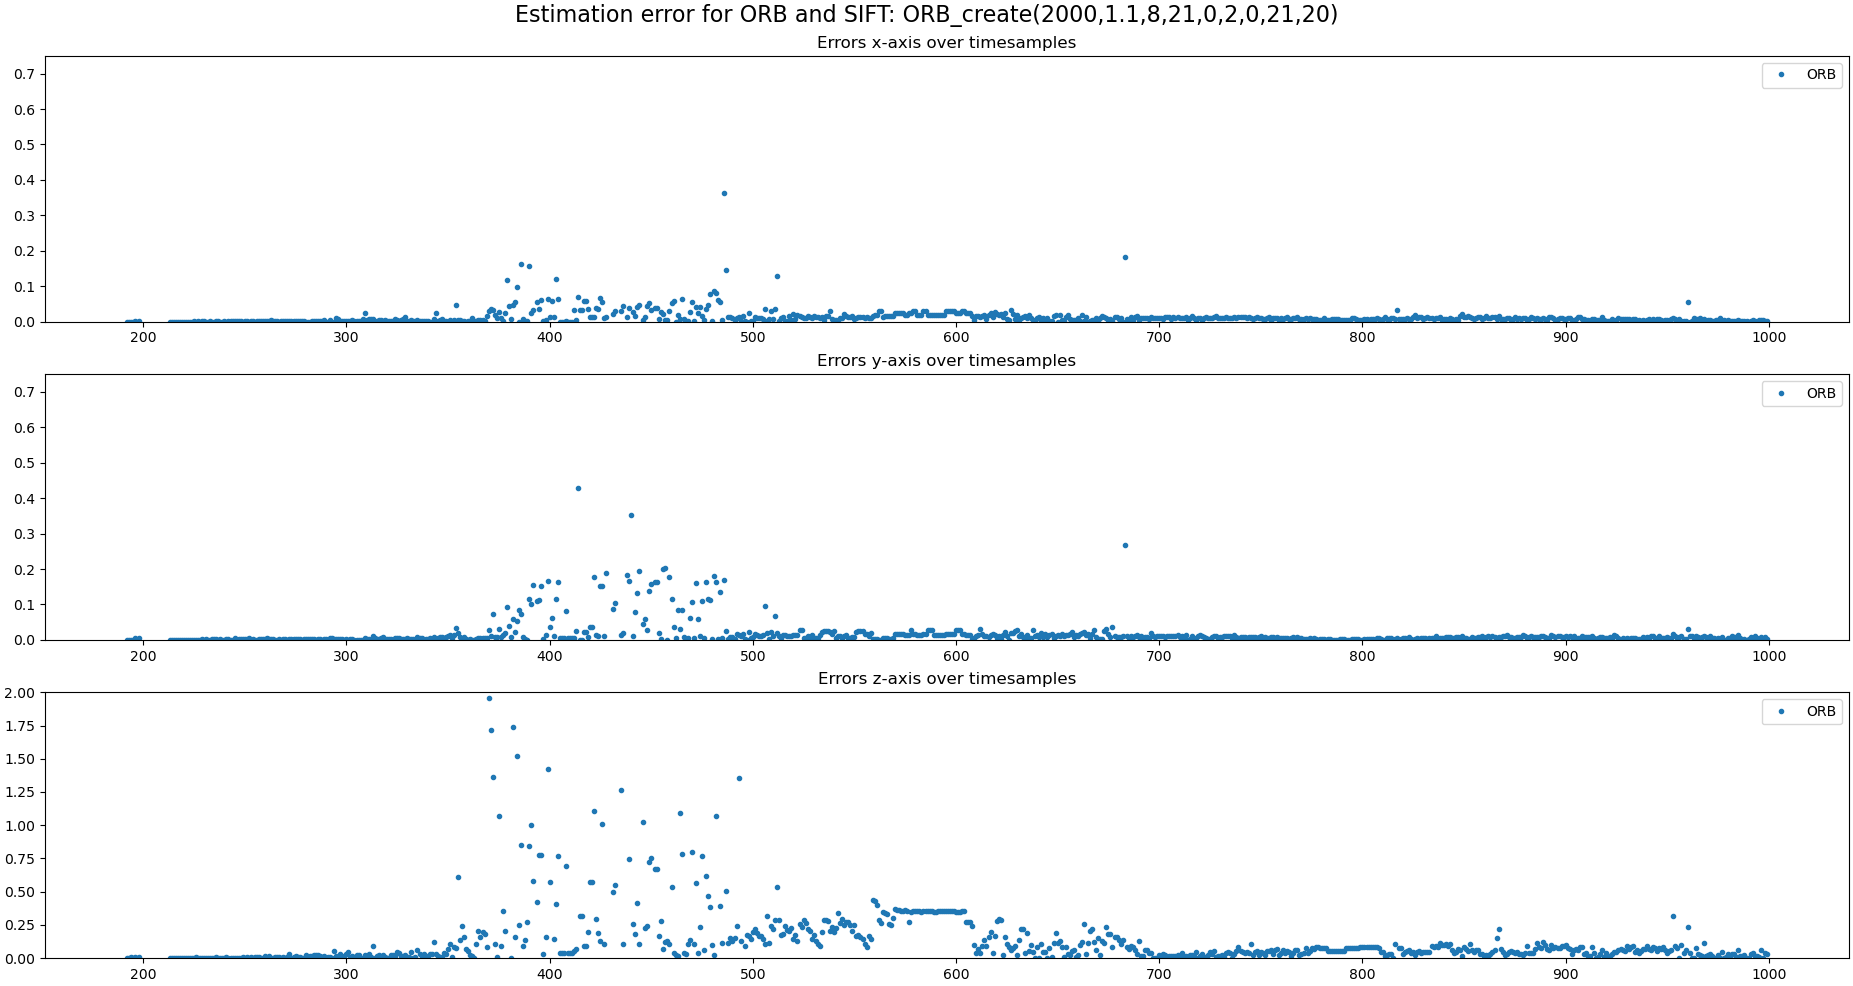 Estimation error for ORB and SIFT: ORB_create(2000,1.1,8,21,0,2,0,21,20)
Errors x-axis over timesamples
0.7
0.6
0.5
0.4
0.3
0.2
0.1
0.0
ORB
200 300 400 500 600 700 800 900 1000
Errors y-axis over timesamples
0.7
0.6
0.5
0.4
0.3
0.2
0.1
0.0
ORB
200 300 400 500 600 700 800 900 1000
Errors z-axis over timesamples
2.00
1.75
1.50
1.25
1.00
0.75
0.50
0.25
0.00
ORB
200 300 400 500 600 700 800 900 1000